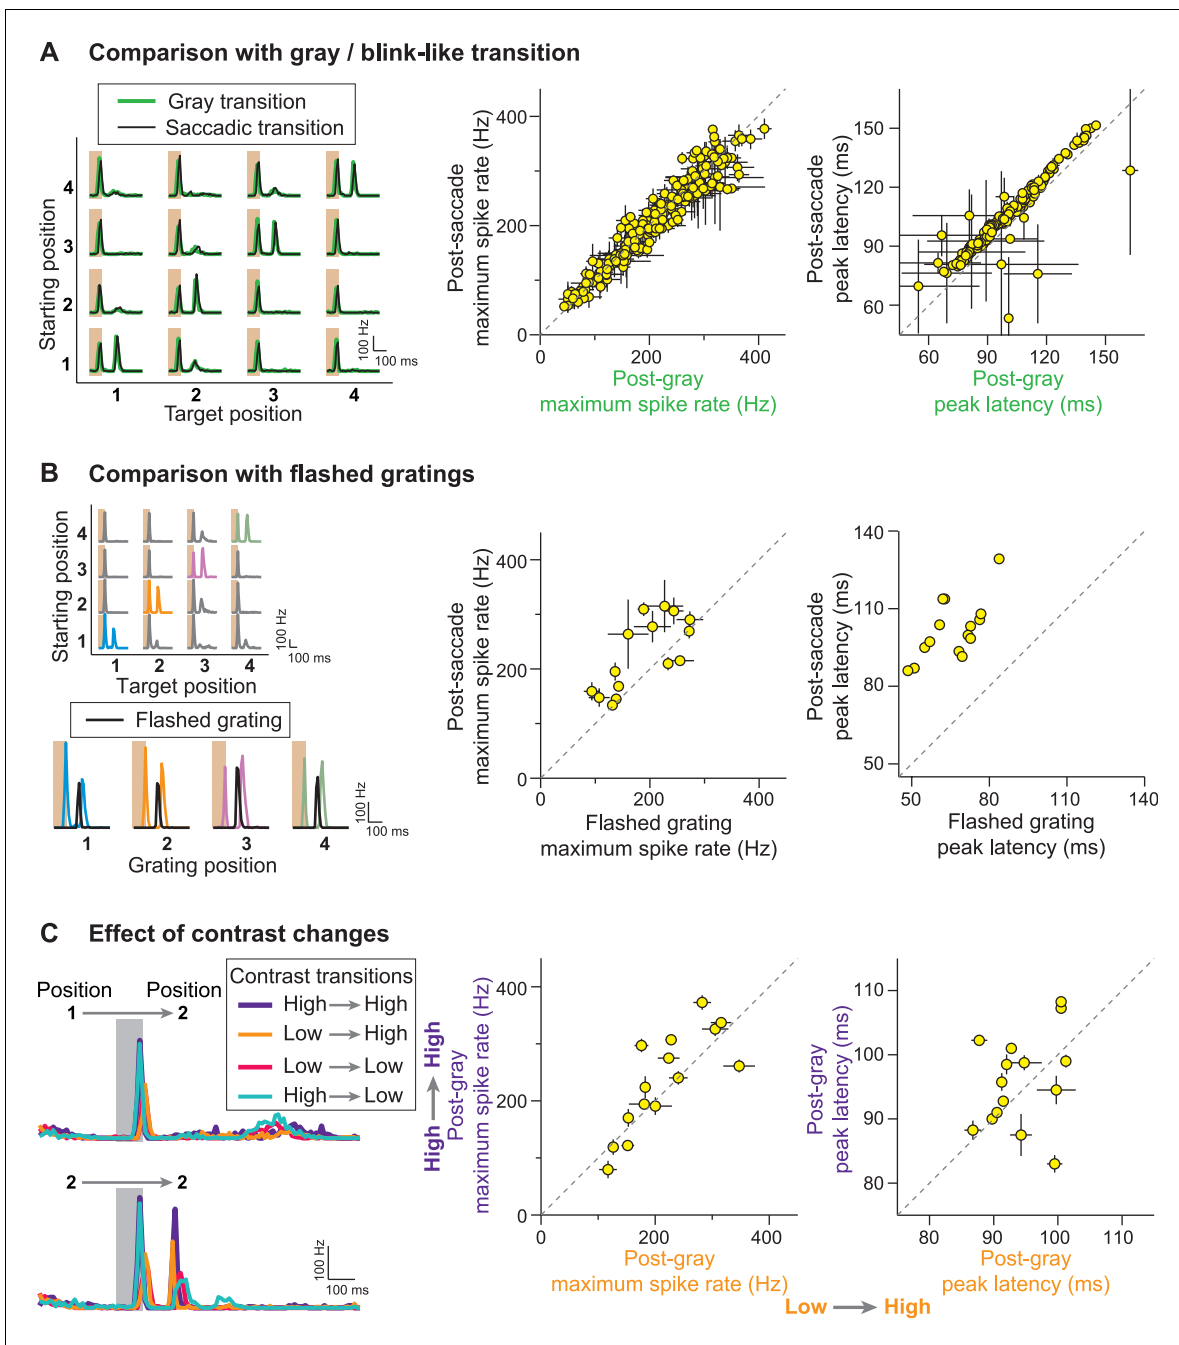 A Comparison with gray / blink-like transition
Gray transition
Saccadic transition
Starting position
4
3
2
1
100 Hz
100 ms
1 2 3 4
Target position
Post-saccade
maximum spike rate (Hz)
400
200
0
0 200 400
Post-gray
maximum spike rate (Hz)
Post-saccade
peak latency (ms)
150
120
90
60
60 90 120 150
Post-gray
peak latency (ms)
B Comparison with flashed gratings
Starting position
4
3
2
1
100 Hz
100 ms
1 2 3 4
Target position
Flashed grating
100 Hz
100 ms
1 2 3 4
Grating position
Post-saccade
maximum spike rate (Hz)
400
200
0
0 200 400
Flashed grating
maximum spike rate (Hz)
Post-saccade
peak latency (ms)
140
110
80
50
50 80 110 140
Flashed grating
peak latency (ms)
C Effect of contrast changes
Position Position
1 2
Contrast transitions
High High
Low High
Low Low
High Low
2 2
100 Hz
100 ms
High High
Post-gray
maximum spike rate (Hz)
400
200
0
0 200 400
Post-gray
maximum spike rate (Hz)
Post-gray
peak latency (ms)
110
100
90
80
80 90 100 110
Post-gray
peak latency (ms)
Low High